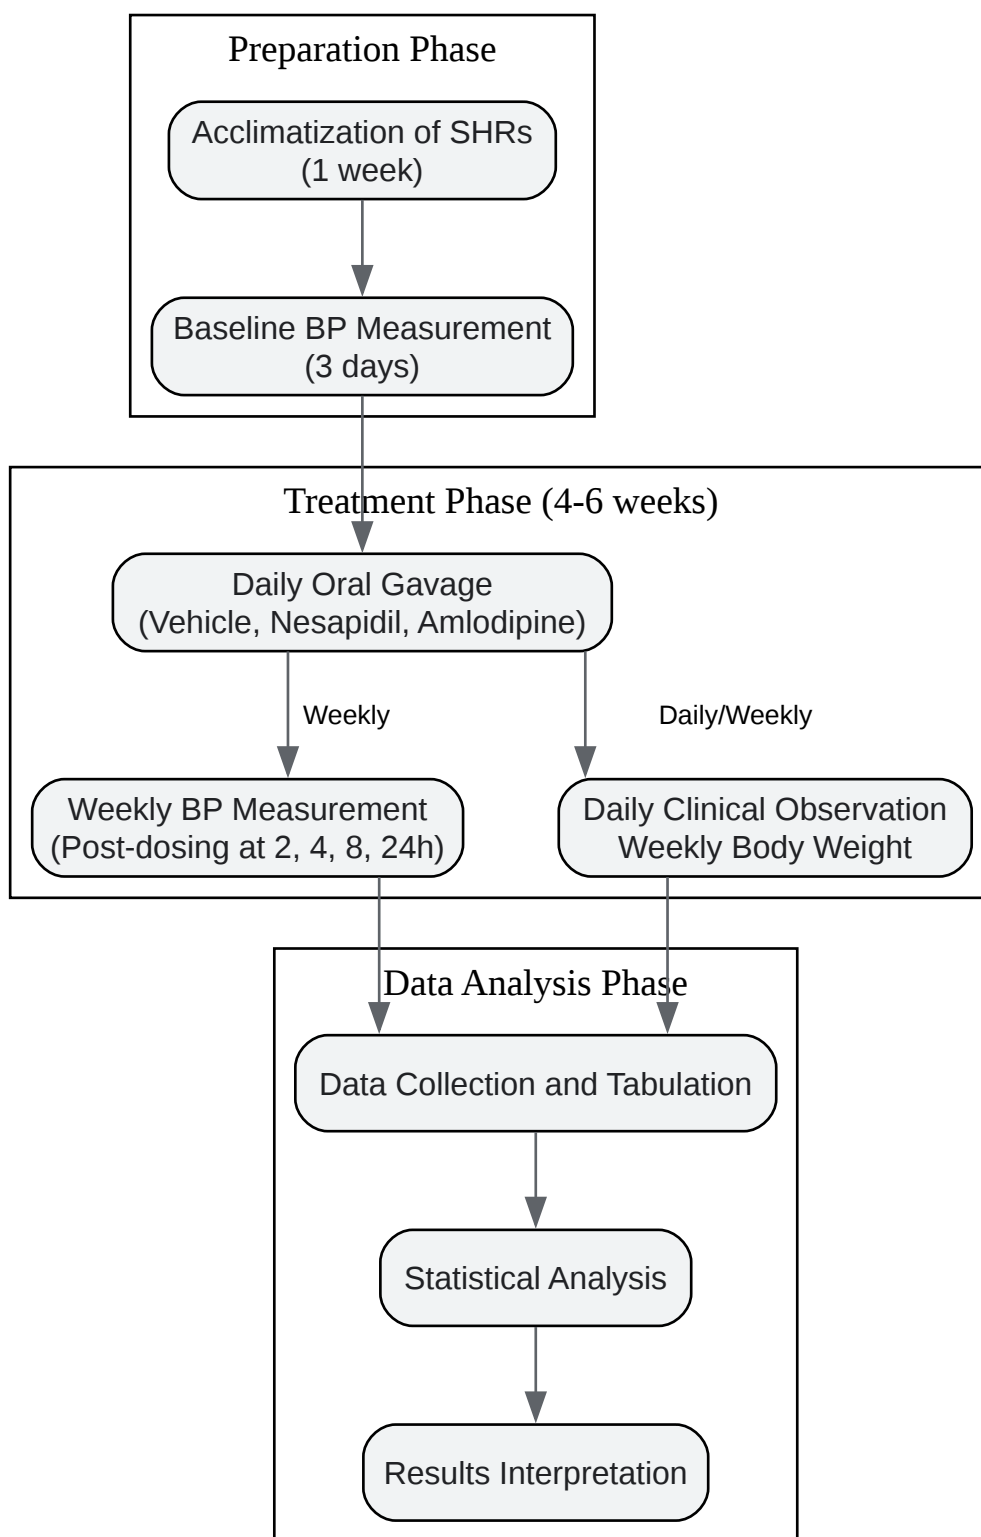 Preparation Phase
Acclimatization of SHRs
(1 week)
Baseline BP Measurement
(3 days)
Treatment Phase (4-6 weeks)
Daily Oral Gavage
(Vehicle, Nesapidil, Amlodipine)
Weekly
Daily/Weekly
Weekly BP Measurement
(Post-dosing at 2, 4, 8, 24h)
Daily Clinical Observation
Weekly Body Weight
Data Analysis Phase
Data Collection and Tabulation
Statistical Analysis
Results Interpretation